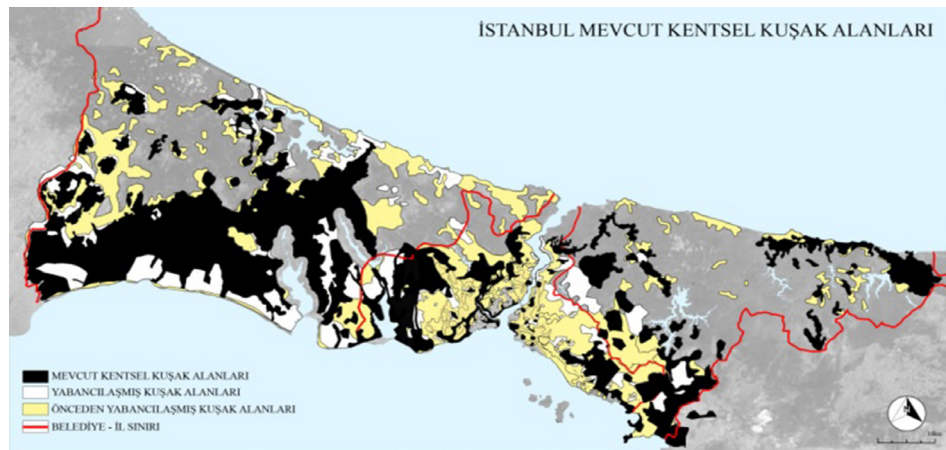 İSTANBUL MEVCUT KENTSEL KUŞAK ALANLARI
MEVCUT KENTSEL KUŞAK ALANLARI
YABANCILAŞMIŞ KUŞAK ALANLARI
ÖNCEDEN YABANCILAŞMIŞ KUŞAK ALANLARI
BELEDİYE - İL SINIRI